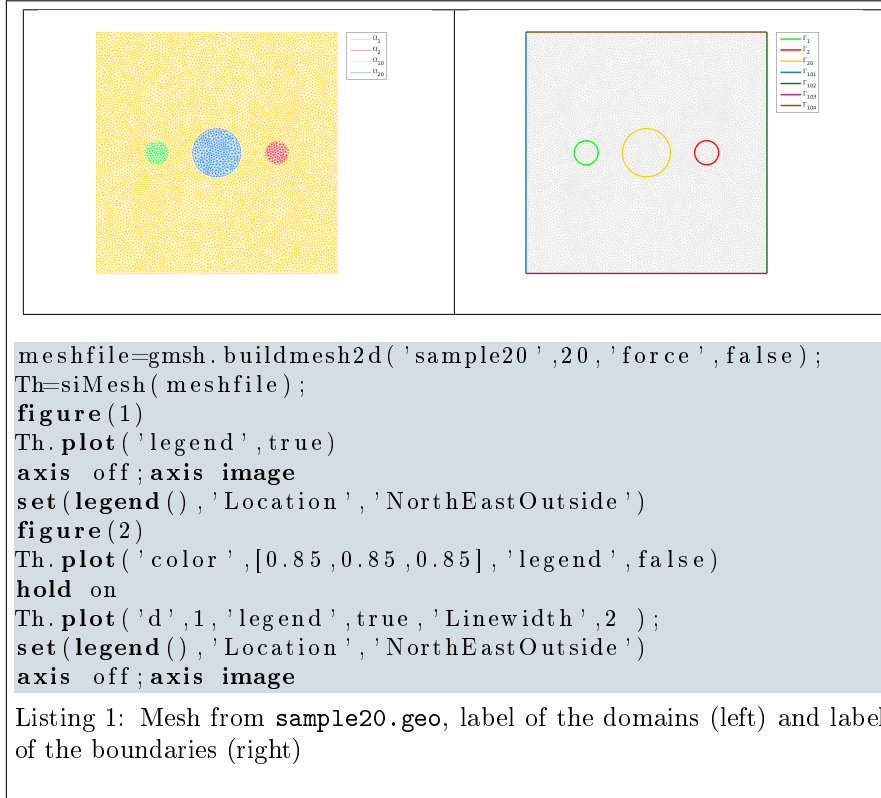 Ω1
Ω2
Ω10
Ω20
Γ1
Γ2
Γ20
Γ101
Γ102
Γ103
Γ104
meshfile=gmsh.buildmesh2d('sample20',20,'force',false);
Th=siMesh(meshfile);
figure(1)
Th.plot('legend',true)
axis off;axis image
set(legend(),'Location','NorthEastOutside')
figure(2)
Th.plot('color',[0.85,0.85,0.85],'legend',false)
hold on
Th.plot('d',1,'legend',true,'Linewidth',2 );
set(legend(),'Location','NorthEastOutside')
axis off;axis image
Listing 1: Mesh from sample20.geo, label of the domains (left) and label
of the boundaries (right)